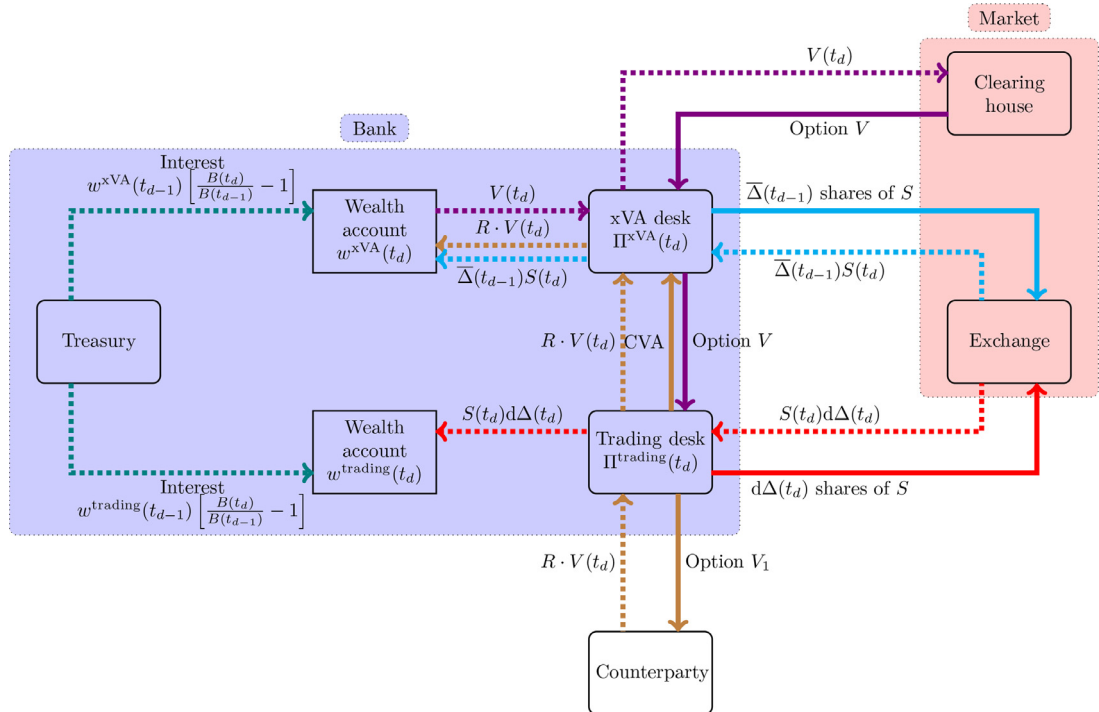 Market
V(t_d)
Clearing
house
Bank
Option V
Interest
w^{xVA}(t_{d−1}) [B(t_d)/B(t_{d−1}) − 1]
Wealth
account
w^{xVA}(t_d)
V(t_d)
R · V(t_d)
Δ̅(t_{d−1})S(t_d)
xVA desk
Π^{xVA}(t_d)
Δ̅(t_{d−1}) shares of S
Δ̅(t_{d−1})S(t_d)
Treasury
R · V(t_d)
CVA
Option V
Exchange
Wealth
account
w^{trading}(t_d)
S(t_d)dΔ(t_d)
Trading desk
Π^{trading}(t_d)
S(t_d)dΔ(t_d)
dΔ(t_d) shares of S
Interest
w^{trading}(t_{d−1}) [B(t_d)/B(t_{d−1}) − 1]
R · V(t_d)
Option V_1
Counterparty